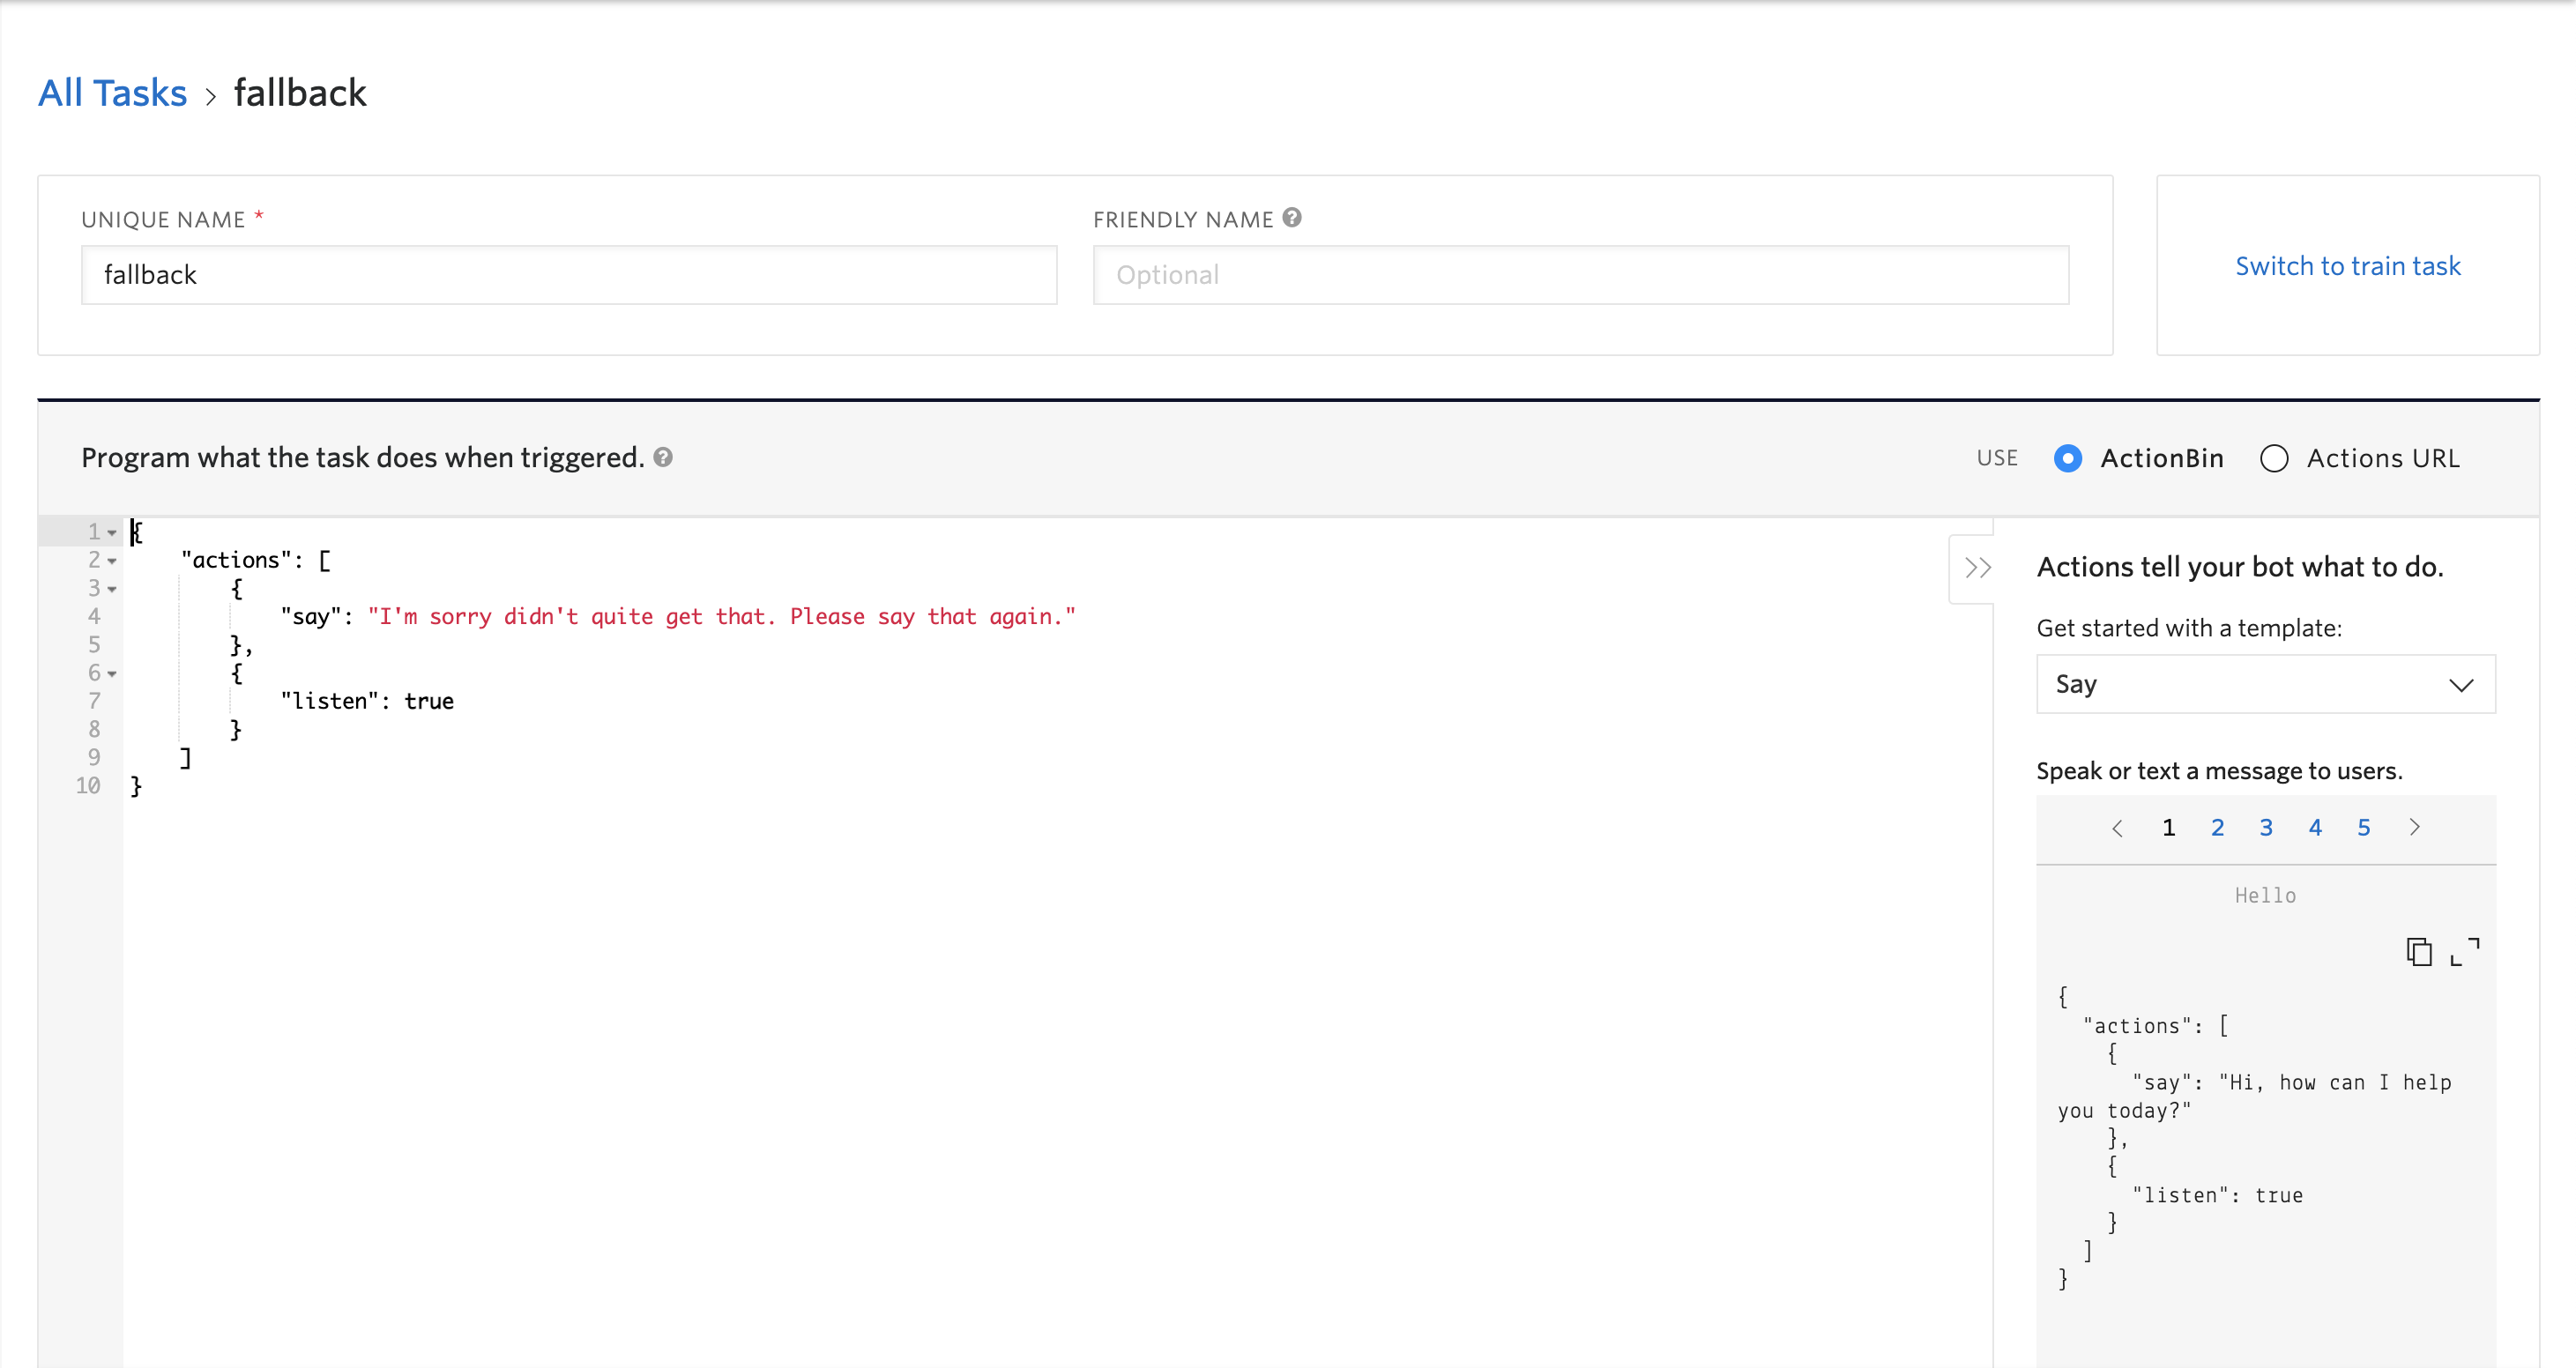 All Tasks > fallback
UNIQUE NAME *
FRIENDLY NAME ?
fallback
Optional
Switch to train task
Program what the task does when triggered. ?
USE ActionBin Actions URL
1 {
2 "actions": [
3 {
4 "say": "I'm sorry didn't quite get that. Please say that again."
5 },
6 {
7 "listen": true
8 }
9 ]
10 }
>>
Actions tell your bot what to do.
Get started with a template:
Say
Speak or text a message to users.
< 1 2 3 4 5 >
Hello
{
"actions": [
{
"say": "Hi, how can I help
you today?"
},
{
"listen": true
}
]
}